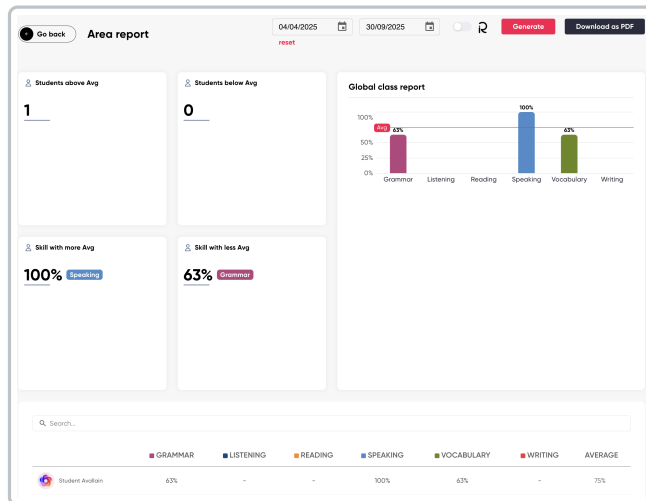 Go back
Area report
04/04/2025
30/09/2025
Generate
Download as PDF
reset
Students above Avg
1
Students below Avg
0
Skill with more Avg
100% Speaking
Skill with less Avg
63% Grammar
Global class report
100%
Avg
50%
25%
0%
63%
100%
63%
Grammar Listening Reading Speaking Vocabulary Writing
Search...
GRAMMAR LISTENING READING SPEAKING VOCABULARY WRITING AVERAGE
Student Avallain 63% - - 100% 63% - 75%